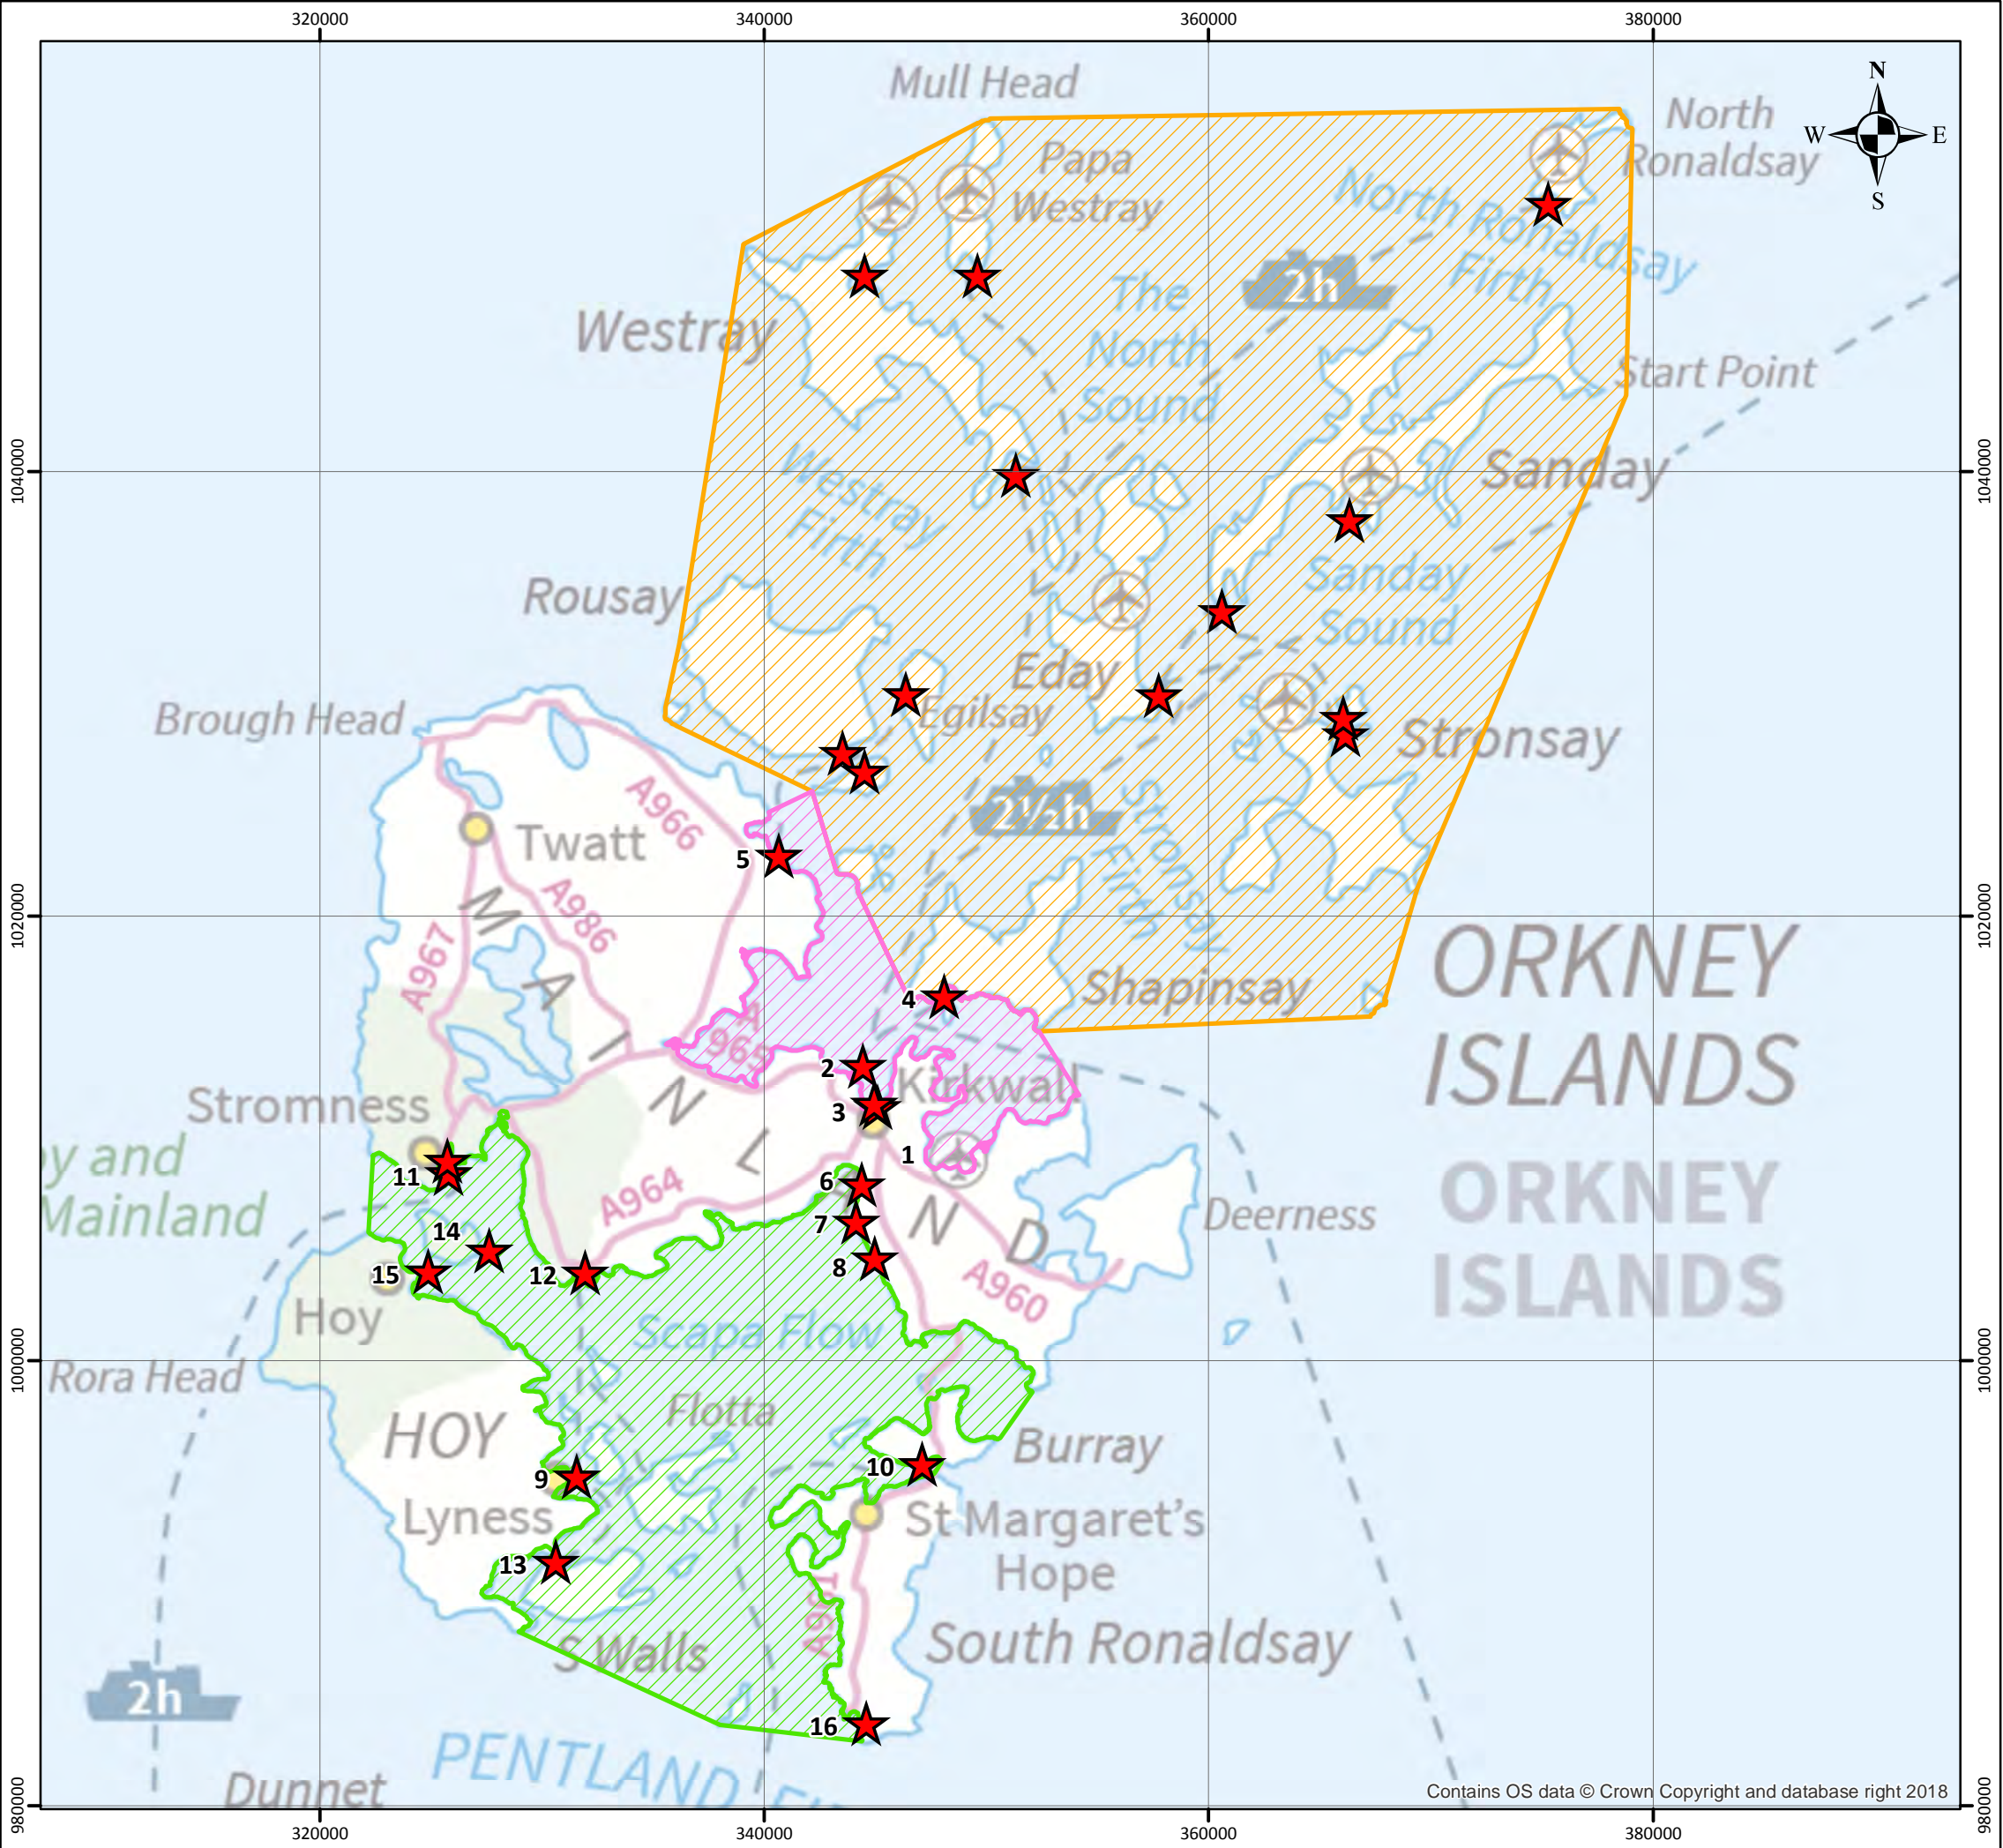 320000
340000
360000
380000
Mull Head
N
W
E
S
North
Ronaldsay
Papa
Westray
North Ronaldsay
Firth
The
North
Sound
2h
Westray
Start Point
1040000
1040000
Sanday
Westray
Firth
Sanday
Sound
Rousay
Eday
Egilsay
Stronsay
Brough Head
2½h
Stronsay
Firth
A966
Twatt
5
A986
A967
MAINLAND
1020000
1020000
ORKNEY
ISLANDS
Shapinsay
4
A
965
2
Kirkwall
3
Stromness
1
oy and
Mainland
11
6
A964
7
Deerness
14
8
15
12
A960
ORKNEY
ISLANDS
Hoy
Scapa Flow
1000000
1000000
Rora Head
Flotta
HOY
Burray
10
9
Lyness
St Margaret's
Hope
13
A961
South Ronaldsay
S Walls
2h
16
PENTLAND
Dunnet
Contains OS data © Crown Copyright and database right 2018
980000
980000
320000
340000
360000
380000